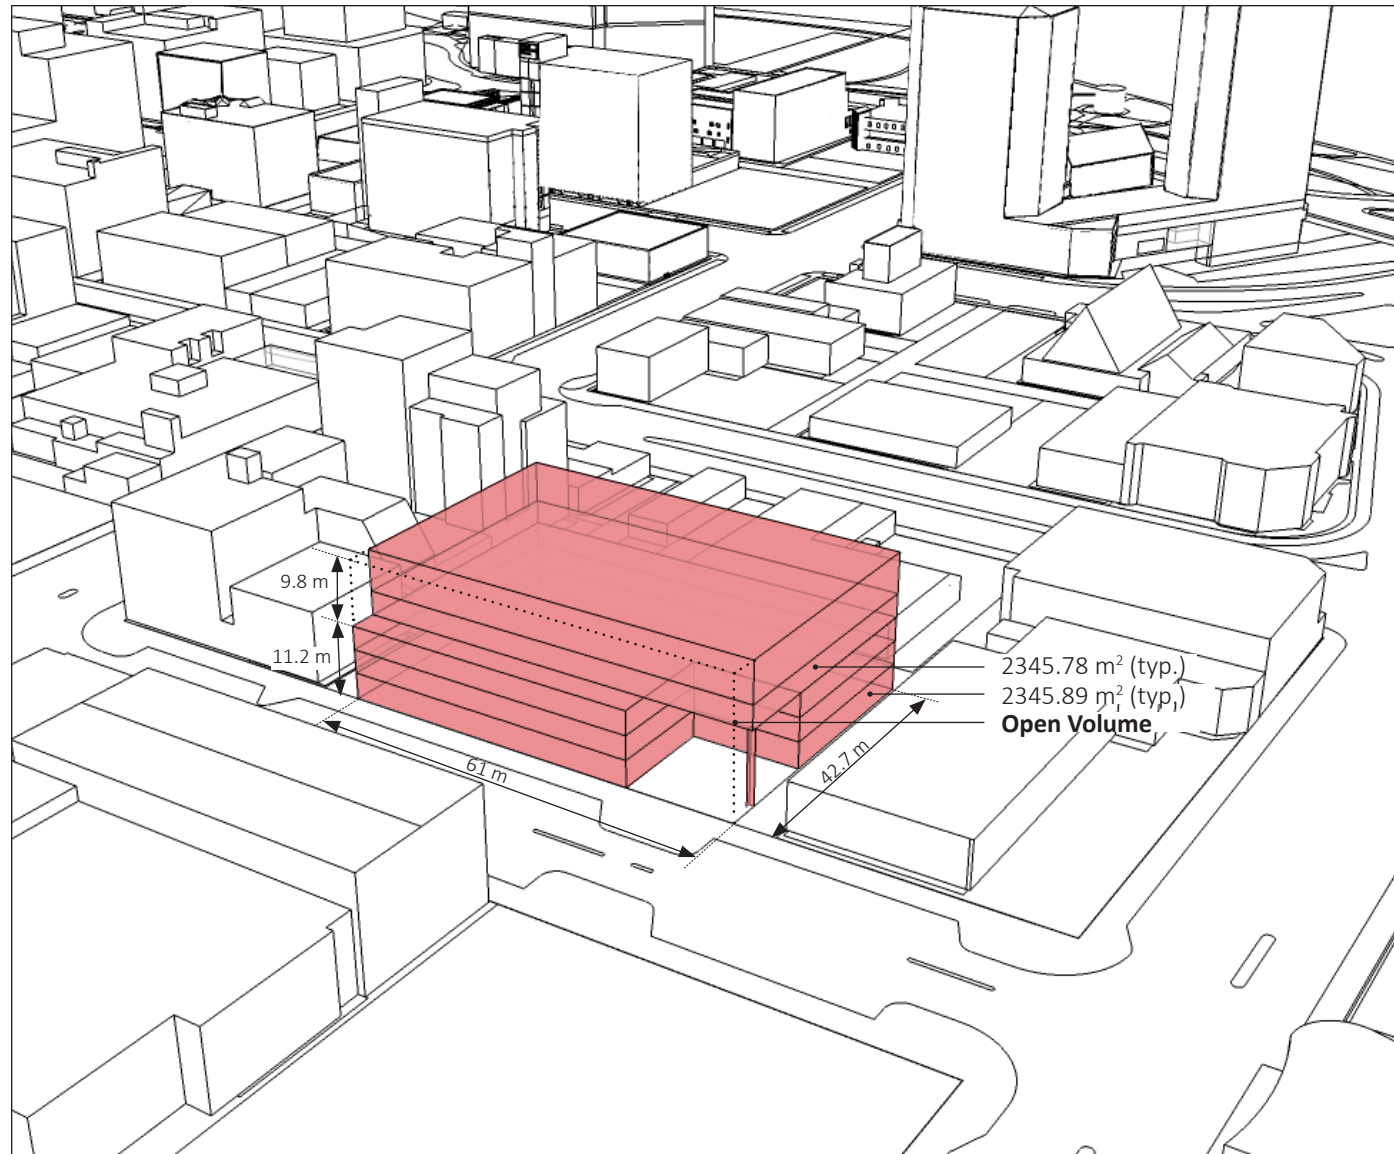 9.8 m
11.2 m
2345.78 m² (typ.)
2345.89 m² (typ.)
Open Volume
61 m
42.7 m